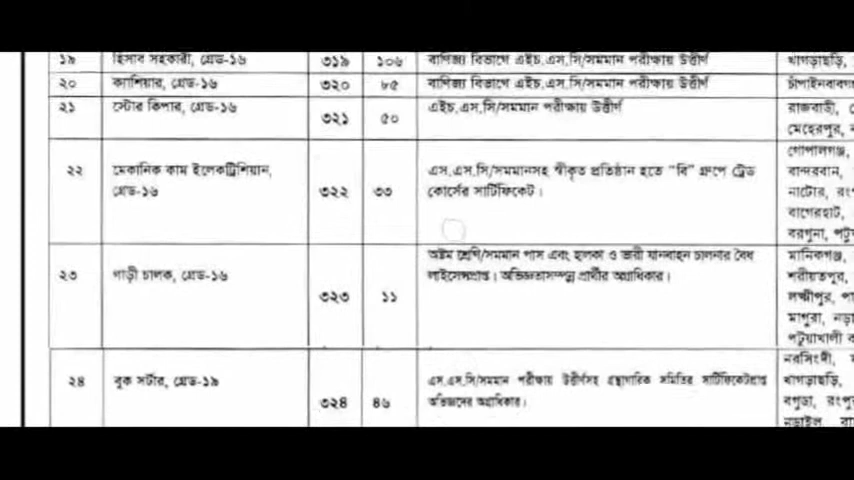 ১৯ হিসাব সহকারী, গ্রেড-১৬ ৩১৯ ১০৬ বাণিজ্য বিভাগে এইচ.এস.সি/সমমান পরীক্ষায় উত্তীর্ণ খাগড়াছড়ি,
২০ ক্যাশিয়ার, গ্রেড-১৬ ৩২০ ৮৫ বাণিজ্য বিভাগে এইচ.এস.সি/সমমান পরীক্ষায় উত্তীর্ণ
২১ স্টোর কিপার, গ্রেড-১৬ ৩২১ ৫০ এইচ.এস.সি/সমমান পরীক্ষায় উত্তীর্ণ রাজবাড়ী,
মেহেরপুর,
গোপালগঞ্জ,
২২ মেকানিক কাম ইলেকট্রিশিয়ান, এস.এস.সি/সমমানসহ স্বীকৃত প্রতিষ্ঠান হতে "বি" গ্রুপে ট্রেড বান্দরবান,
গ্রেড-১৬ ৩২২ ৩৩ কোর্সের সার্টিফিকেট। নাটোর,
বাগেরহাট,
বরগুনা,
অষ্টম শ্রেণি/সমমান পাস এবং হালকা ও ভারী যানবাহন চালনার বৈধ মানিকগঞ্জ,
২৩ গাড়ী চালক, গ্রেড-১৬ ৩২৩ ১১ লাইসেন্সপ্রাপ্ত। অভিজ্ঞতাসম্পন্ন প্রার্থীর অগ্রাধিকার। শরীয়তপুর,
লক্ষ্মীপুর,
মাগুরা,
পটুয়াখালী
নরসিংদী,
২৪ বুক সর্টার, গ্রেড-১৯ এস.এস.সি/সমমান পরীক্ষায় উত্তীর্ণসহ গ্রন্থাগারিক সমিতির সার্টিফিকেটপ্রাপ্ত খাগড়াছড়ি,
৩২৪ ৪৬ অভিজ্ঞদের অগ্রাধিকার। বগুড়া,
নড়াইল,